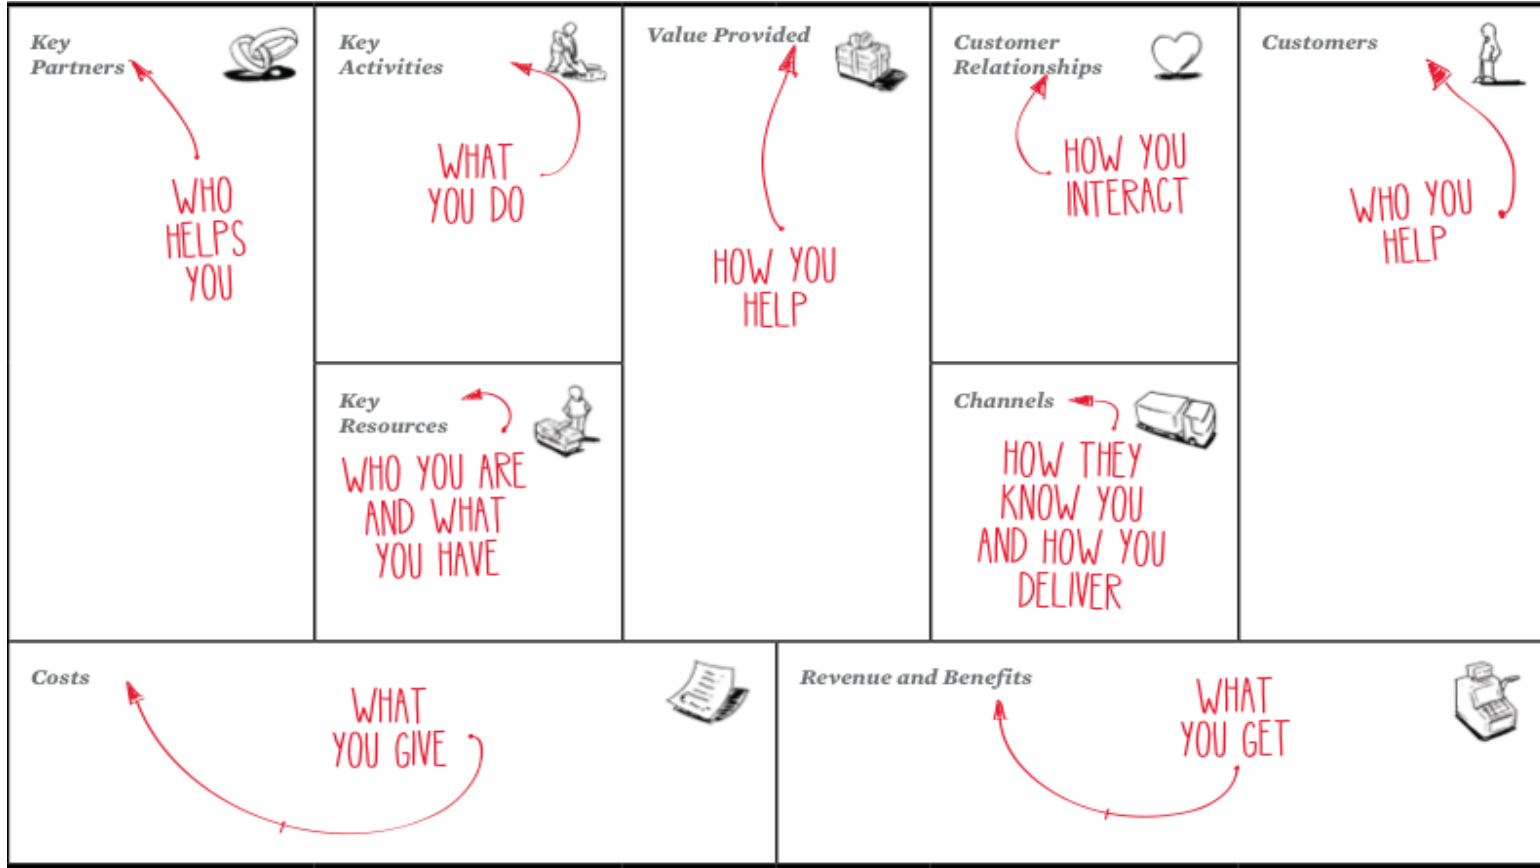 Key
Partners
WHO
HELPS
YOU
Key
Activities
WHAT
YOU DO
Key
Resources
WHO YOU ARE
AND WHAT
YOU HAVE
Value Provided
HOW YOU
HELP
Customer
Relationships
HOW YOU
INTERACT
Channels
HOW THEY
KNOW YOU
AND HOW YOU
DELIVER
Customers
WHO YOU
HELP
Costs
WHAT
YOU GIVE
Revenue and Benefits
WHAT
YOU GET